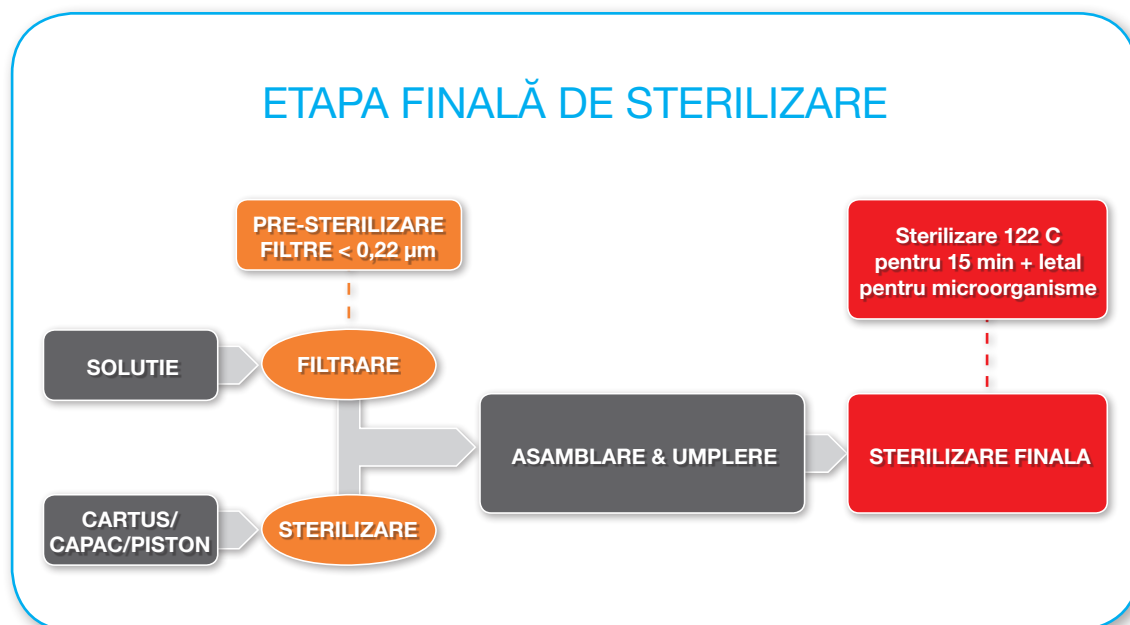 ETAPA FINALĂ DE STERILIZARE
PRE-STERILIZARE
FILTRE < 0,22 µm
Sterilizare 122 C
pentru 15 min + letal
pentru microorganisme
SOLUTIE
FILTRARE
ASAMBLARE & UMPLERE
STERILIZARE FINALA
CARTUS/
CAPAC/PISTON
STERILIZARE